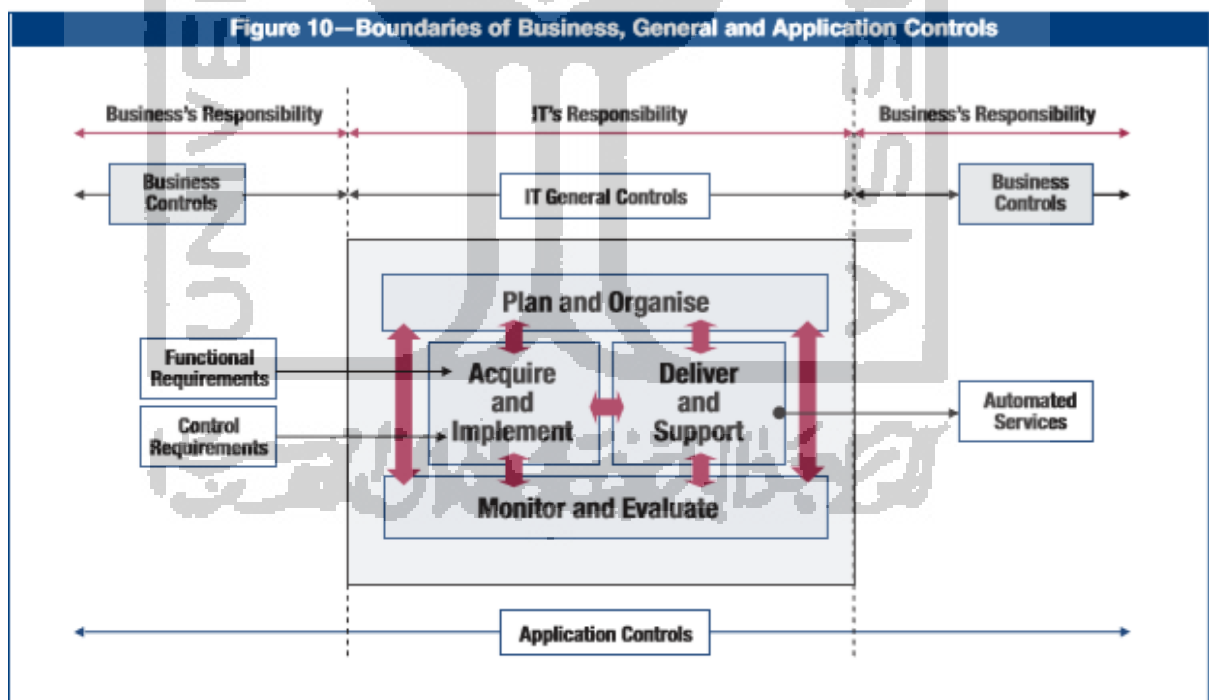 Figure 10—Boundaries of Business, General and Application Controls
Business's Responsibility
IT's Responsibility
Business's Responsibility
Business
Controls
IT General Controls
Business
Controls
Plan and Organise
Functional
Requirements
Acquire
and
Implement
Deliver
and
Support
Control
Requirements
Automated
Services
Monitor and Evaluate
Application Controls